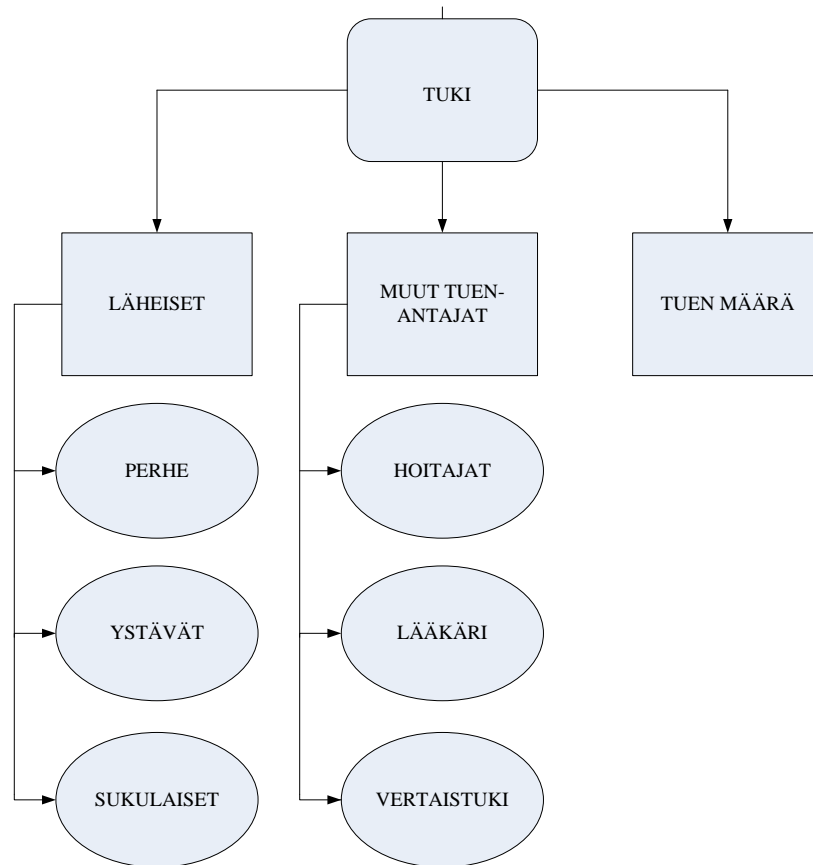 TUKI
LÄHEISET
MUUT TUEN-
ANTAJAT
TUEN MÄÄRÄ
PERHE
HOITAJAT
YSTÄVÄT
LÄÄKÄRI
SUKULAISET
VERTAISTUKI